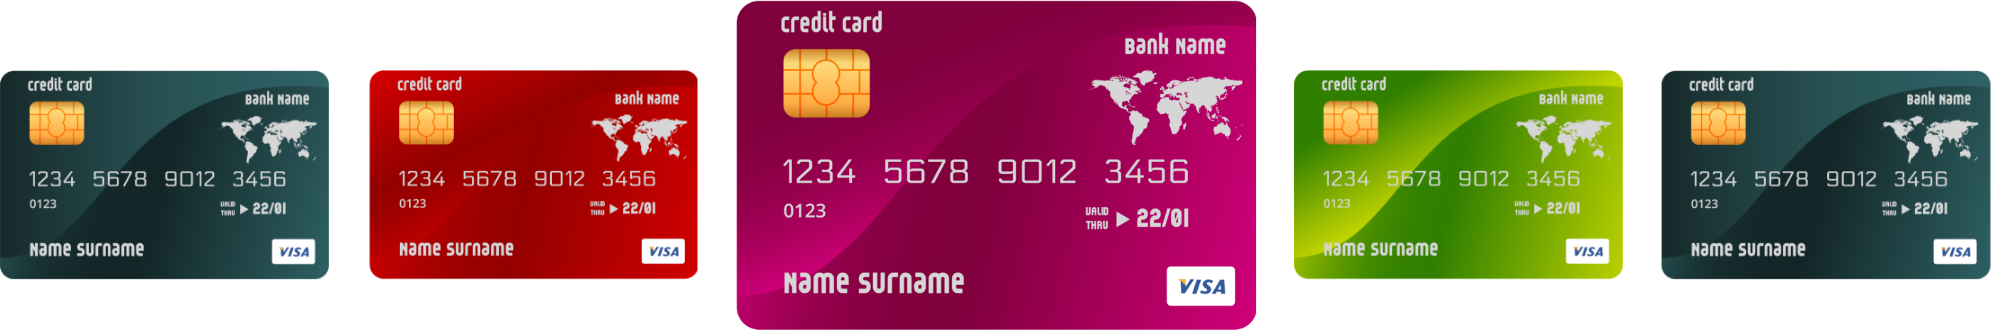 credit card
Bank Name
1234 5678 9012 3456
0123
VALID THRU 22/01
Name Surname
VISA
credit card
Bank Name
1234 5678 9012 3456
0123
VALID THRU 22/01
Name Surname
VISA
credit card
Bank Name
1234 5678 9012 3456
0123
VALID THRU 22/01
Name Surname
VISA
credit card
Bank Name
1234 5678 9012 3456
0123
VALID THRU 22/01
Name Surname
VISA
credit card
Bank Name
1234 5678 9012 3456
0123
VALID THRU 22/01
Name Surname
VISA